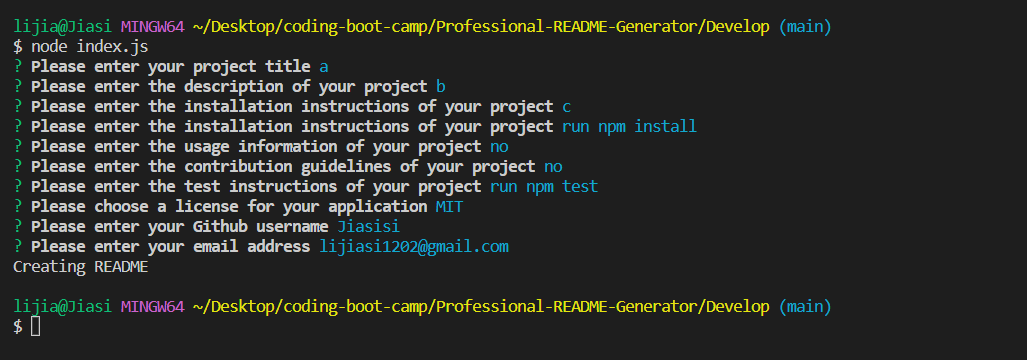 lijia@Jiasi MINGW64 ~/Desktop/coding-boot-camp/Professional-README-Generator/Develop (main)
$ node index.js
? Please enter your project title a
? Please enter the description of your project b
? Please enter the installation instructions of your project c
? Please enter the installation instructions of your project run npm install
? Please enter the usage information of your project no
? Please enter the contribution guidelines of your project no
? Please enter the test instructions of your project run npm test
? Please choose a license for your application MIT
? Please enter your Github username Jiasisi
? Please enter your email address lijiasi1202@gmail.com
Creating README
lijia@Jiasi MINGW64 ~/Desktop/coding-boot-camp/Professional-README-Generator/Develop (main)
$